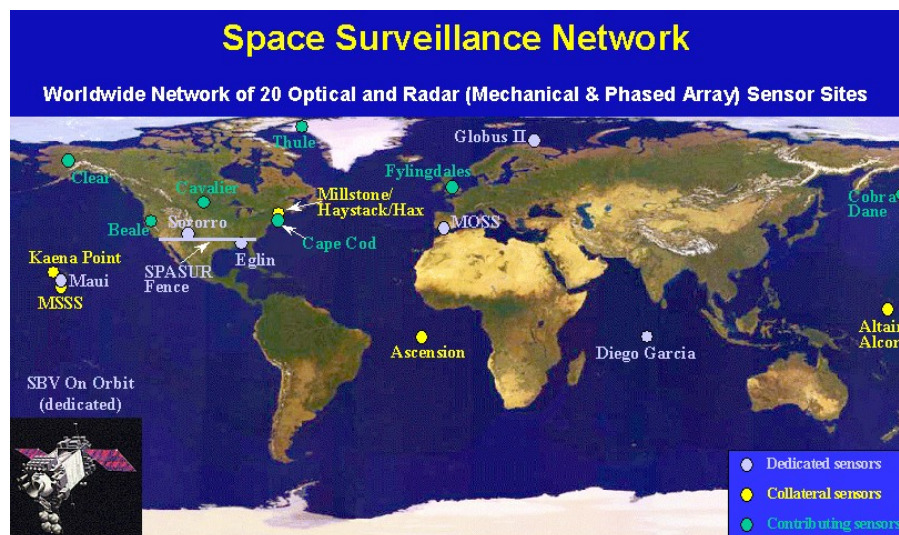 Space Surveillance Network
Worldwide Network of 20 Optical and Radar (Mechanical & Phased Array) Sensor Sites
Thule
Globus II
Clear
Fylingdales
Cavalier
Millstone/
Haystack/Hax
Cobra
Dane
Beale
Socorro
MOSS
Cape Cod
Eglin
Kaena Point
SPASUR
Fence
Maui
MSSS
Altair
Alcor
Ascension
Diego Garcia
SBV On Orbit
(dedicated)
Dedicated sensors
Collateral sensors
Contributing sensors